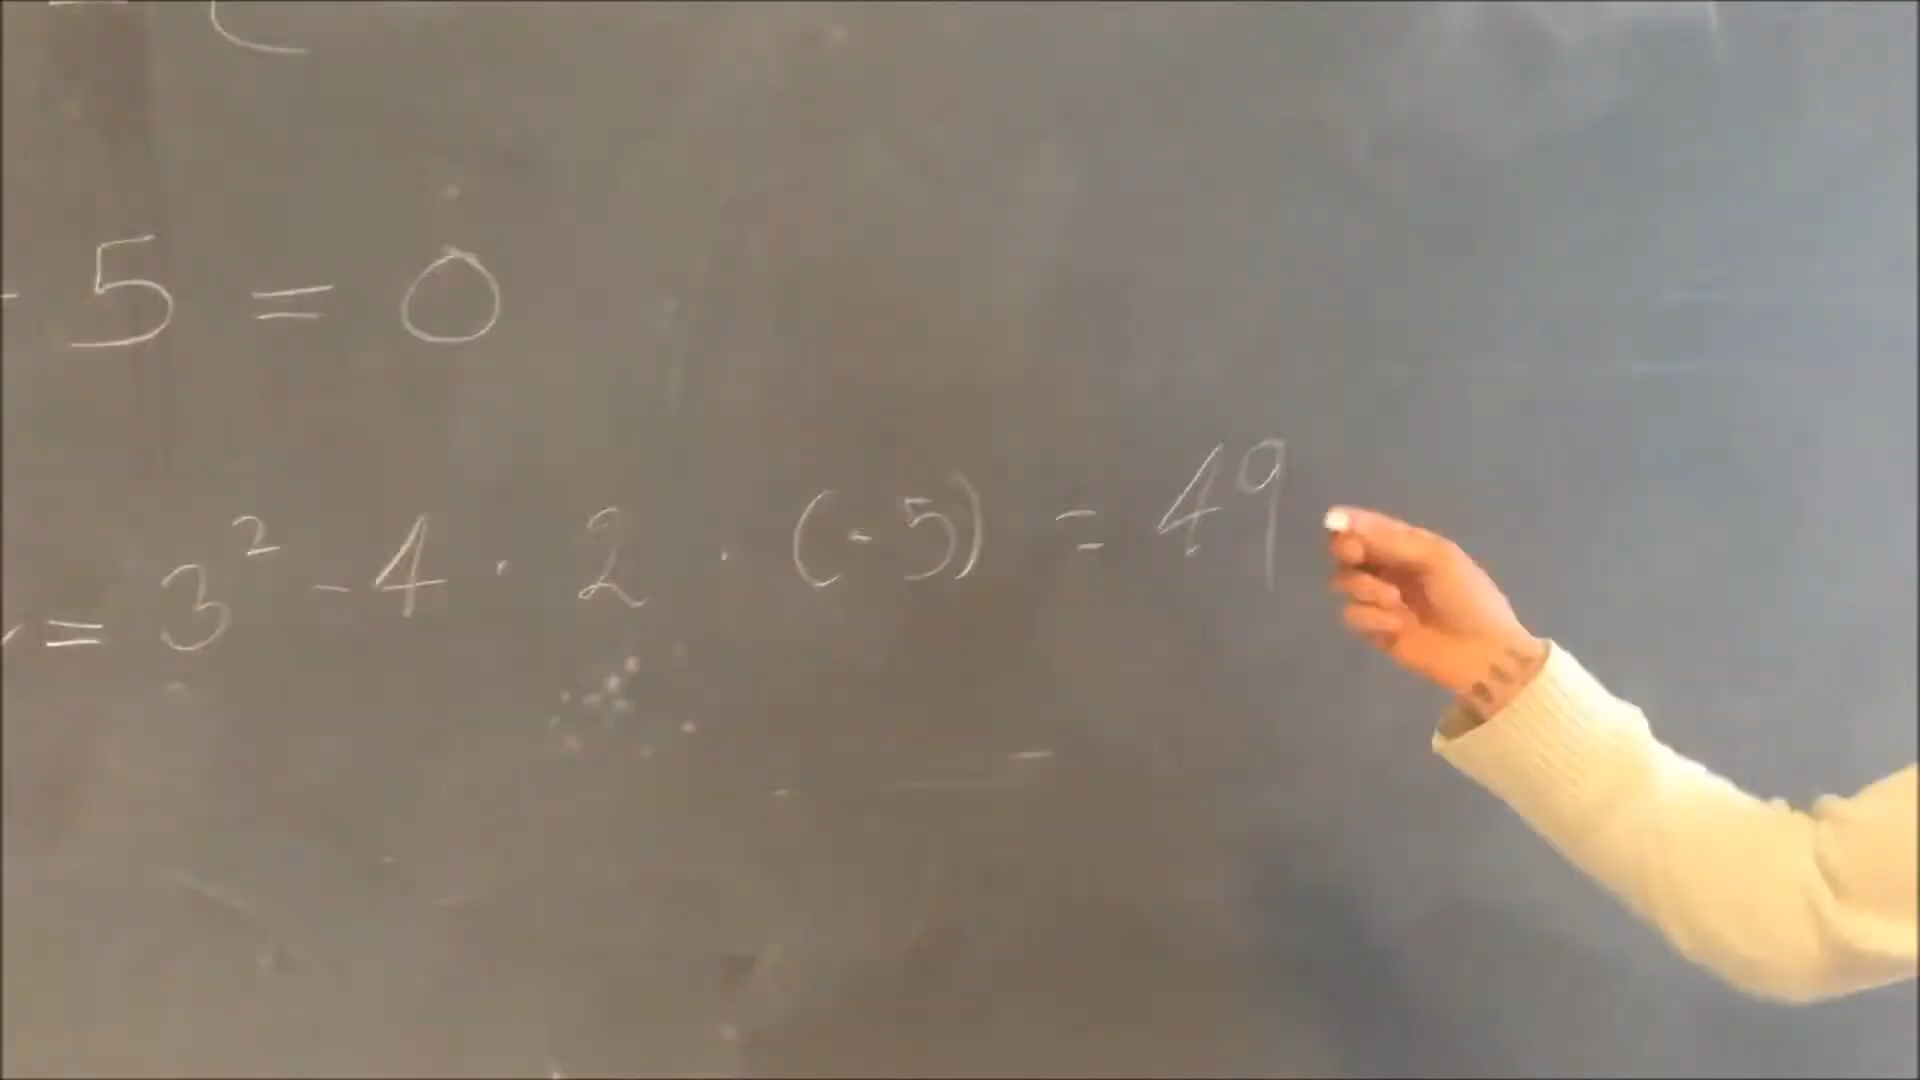 - 5 = 0
= 3² - 4 · 2 · (-5) = 49